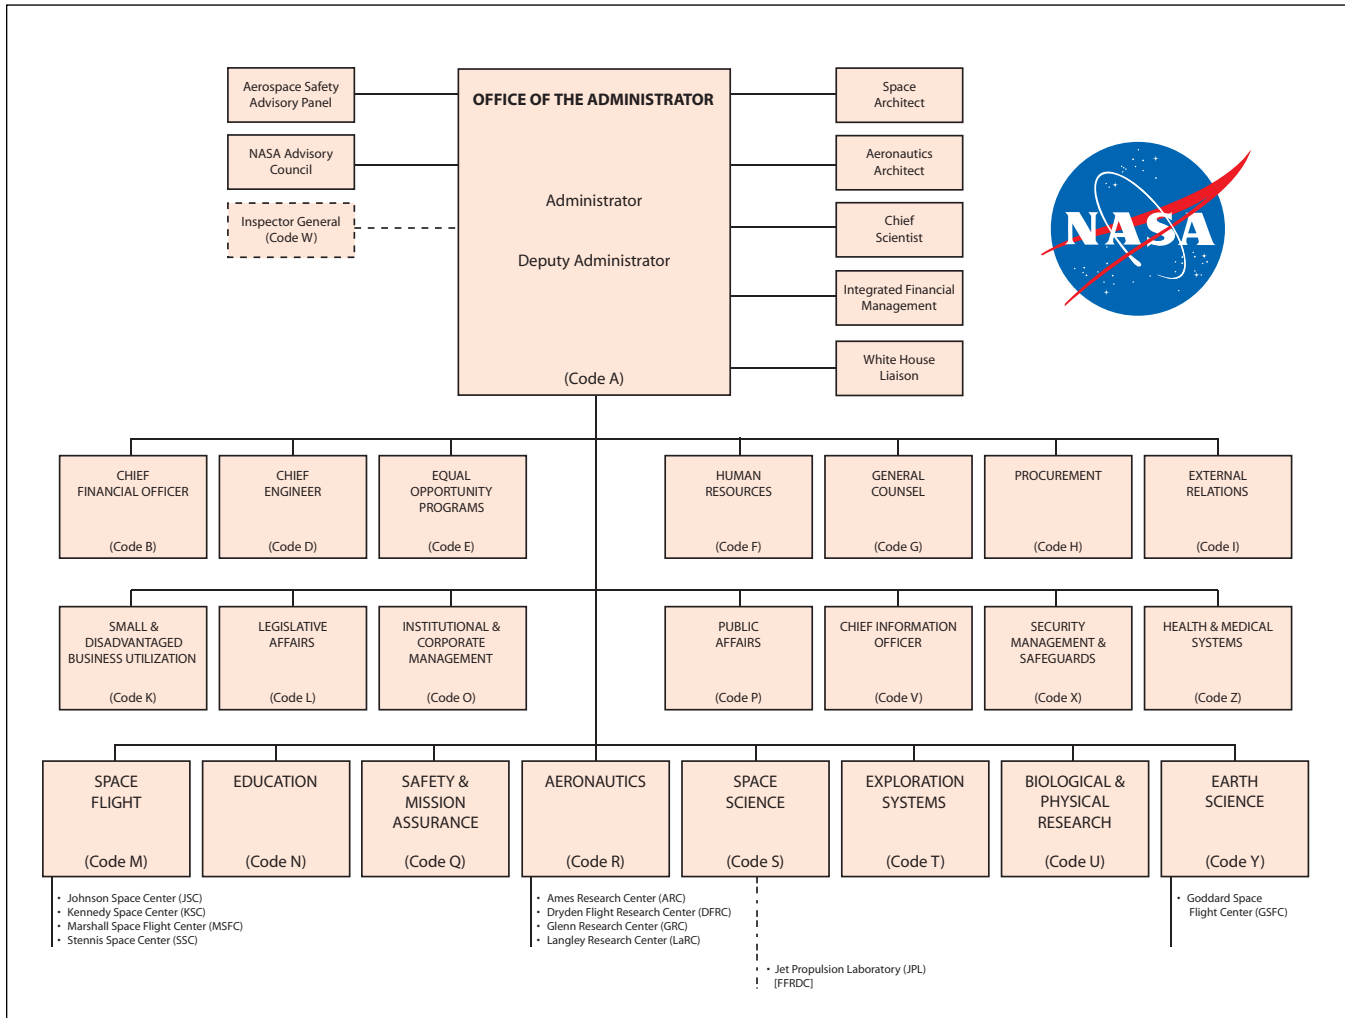 Aerospace Safety
Advisory Panel
NASA Advisory
Council
Inspector General
(Code W)
OFFICE OF THE ADMINISTRATOR
Administrator
Deputy Administrator
(Code A)
Space
Architect
Aeronautics
Architect
Chief
Scientist
Integrated Financial
Management
White House
Liaison
NASA
CHIEF
FINANCIAL OFFICER
(Code B)
CHIEF
ENGINEER
(Code D)
EQUAL
OPPORTUNITY
PROGRAMS
(Code E)
HUMAN
RESOURCES
(Code F)
GENERAL
COUNSEL
(Code G)
PROCUREMENT
(Code H)
EXTERNAL
RELATIONS
(Code I)
SMALL &
DISADVANTAGED
BUSINESS UTILIZATION
(Code K)
LEGISLATIVE
AFFAIRS
(Code L)
INSTITUTIONAL &
CORPORATE
MANAGEMENT
(Code O)
PUBLIC
AFFAIRS
(Code P)
CHIEF INFORMATION
OFFICER
(Code V)
SECURITY
MANAGEMENT &
SAFEGUARDS
(Code X)
HEALTH & MEDICAL
SYSTEMS
(Code Z)
SPACE
FLIGHT
(Code M)
EDUCATION
(Code N)
SAFETY &
MISSION
ASSURANCE
(Code Q)
AERONAUTICS
(Code R)
SPACE
SCIENCE
(Code S)
EXPLORATION
SYSTEMS
(Code T)
BIOLOGICAL &
PHYSICAL
RESEARCH
(Code U)
EARTH
SCIENCE
(Code Y)
• Johnson Space Center (JSC)
• Kennedy Space Center (KSC)
• Marshall Space Flight Center (MSFC)
• Stennis Space Center (SSC)
• Ames Research Center (ARC)
• Dryden Flight Research Center (DFRC)
• Glenn Research Center (GRC)
• Langley Research Center (LaRC)
• Jet Propulsion Laboratory (JPL)
[FFRDC]
• Goddard Space
Flight Center (GSFC)